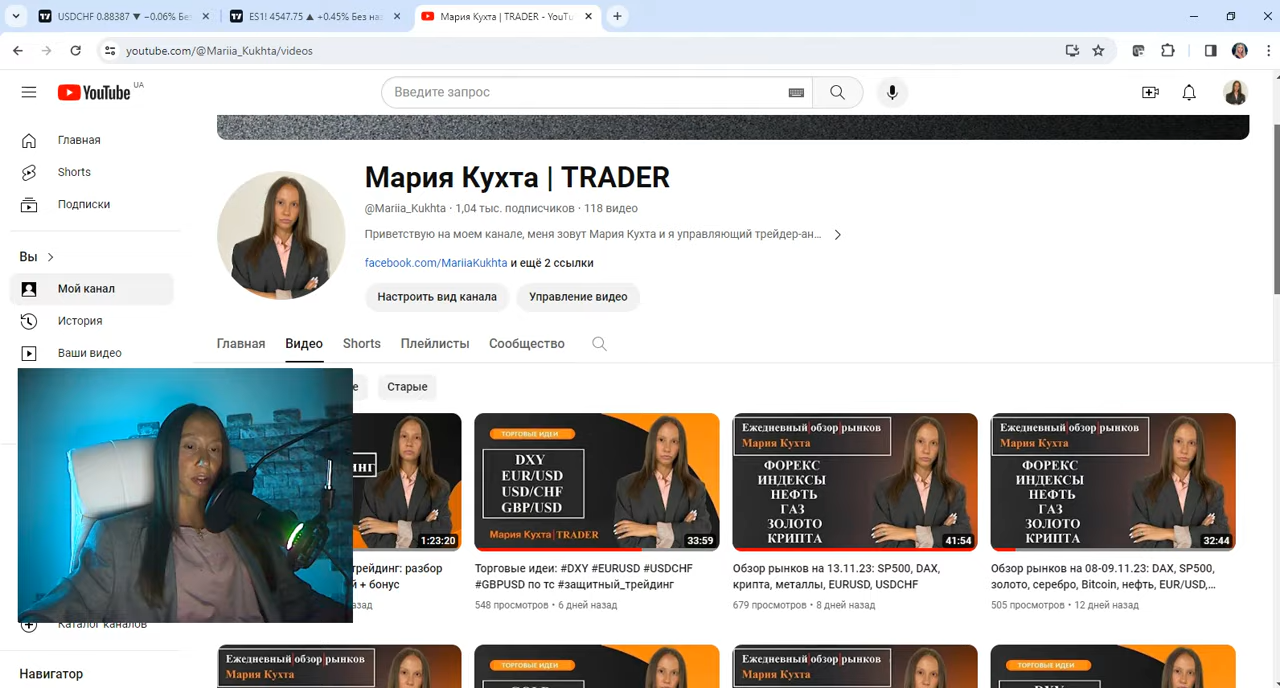 USDCHF 0.88387 ▼ −0.06% Бе
ES1! 4547.75 ▲ +0.45% Без на
Мария Кухта | TRADER - YouTu
youtube.com/@Mariia_Kukhta/videos
YouTube UA
Введите запрос
Главная
Shorts
Подписки
Вы
Мой канал
История
Ваши видео
Каталог каналов
Навигатор
Мария Кухта | TRADER
@Mariia_Kukhta · 1,04 тыс. подписчиков · 118 видео
Приветствую на моем канале, меня зовут Мария Кухта и я управляющий трейдер-ан...
facebook.com/MariiaKukhta и ещё 2 ссылки
Настроить вид канала
Управление видео
Главная
Видео
Shorts
Плейлисты
Сообщество
е
Старые
НГ
1:23:20
трейдинг: разбор
й + бонус
азад
ТОРГОВЫЕ ИДЕИ
DXY
EUR/USD
USD/CHF
GBP/USD
Мария Кухта|TRADER
33:59
Торговые идеи: #DXY #EURUSD #USDCHF
#GBPUSD по тс #защитный_трейдинг
548 просмотров • 6 дней назад
Ежедневный обзор рынков
Мария Кухта
ФОРЕКС
ИНДЕКСЫ
НЕФТЬ
ГАЗ
ЗОЛОТО
КРИПТА
41:54
Обзор рынков на 13.11.23: SP500, DAX,
крипта, металлы, EURUSD, USDCHF
679 просмотров • 8 дней назад
Ежедневный обзор рынков
Мария Кухта
ФОРЕКС
ИНДЕКСЫ
НЕФТЬ
ГАЗ
ЗОЛОТО
КРИПТА
32:44
Обзор рынков на 08-09.11.23: DAX, SP500,
золото, серебро, Bitcoin, нефть, EUR/USD,...
505 просмотров • 12 дней назад
Ежедневный обзор рынков
Мария Кухта
ТОРГОВЫЕ ИДЕИ
Ежедневный обзор рынков
Мария Кухта
ТОРГОВЫЕ ИДЕИ